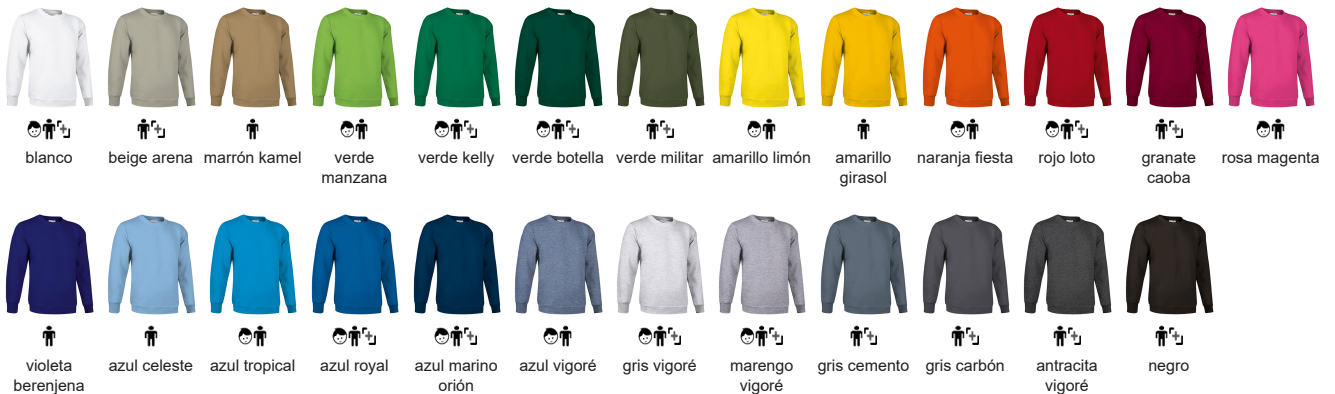 blanco
beige arena
marrón kamel
verde
manzana
verde kelly
verde botella
verde militar
amarillo limón
amarillo
girasol
naranja fiesta
rojo loto
granate
caoba
rosa magenta
violeta
berenjena
azul celeste
azul tropical
azul royal
azul marino
orión
azul vigoré
gris vigoré
marengo
vigoré
gris cemento
gris carbón
antracita
vigoré
negro